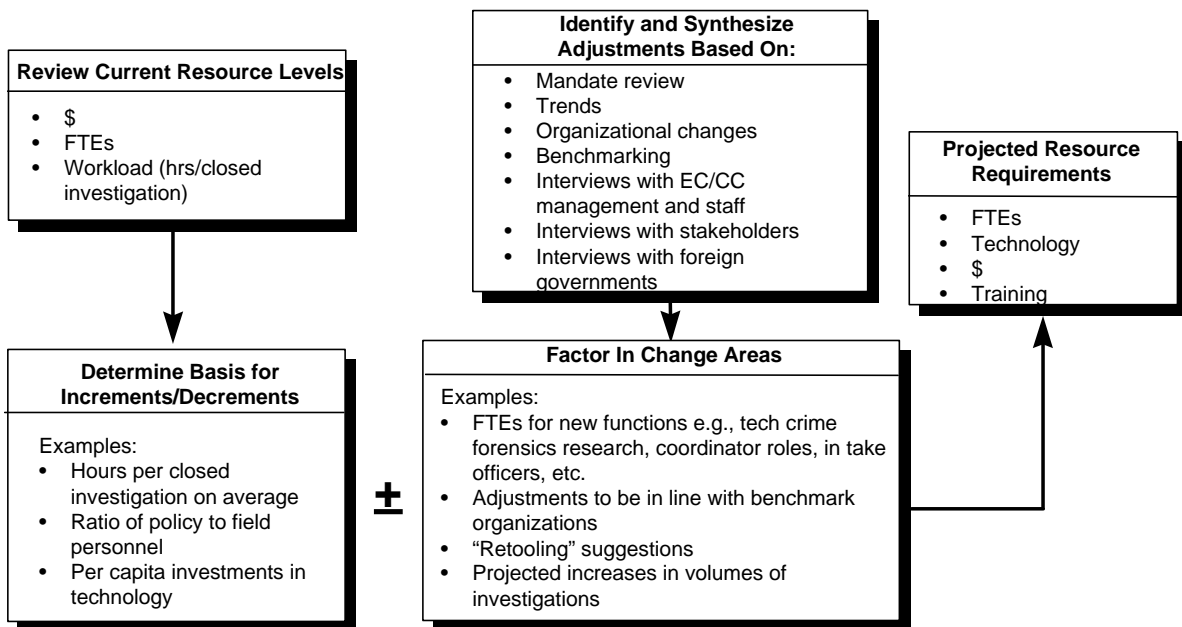 Review Current Resource Levels
• $
• FTEs
• Workload (hrs/closed
investigation)
Identify and Synthesize
Adjustments Based On:
• Mandate review
• Trends
• Organizational changes
• Benchmarking
• Interviews with EC/CC
management and staff
• Interviews with stakeholders
• Interviews with foreign
governments
Projected Resource
Requirements
• FTEs
• Technology
• $
• Training
Determine Basis for
Increments/Decrements
Examples:
• Hours per closed
investigation on average
• Ratio of policy to field
personnel
• Per capita investments in
technology
±
Factor In Change Areas
Examples:
• FTEs for new functions e.g., tech crime
forensics research, coordinator roles, in take
officers, etc.
• Adjustments to be in line with benchmark
organizations
• “Retooling” suggestions
• Projected increases in volumes of
investigations